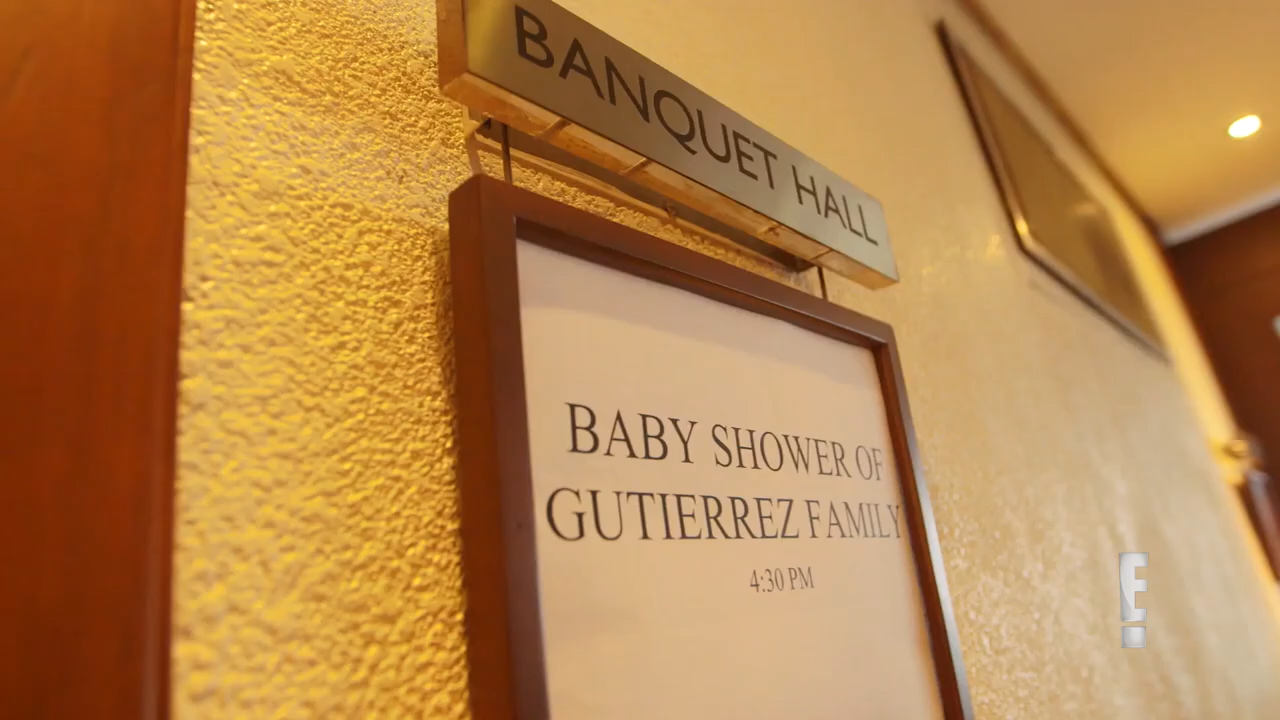 BANQUET HALL
BABY SHOWER OF
GUTIERREZ FAMILY
4:30 PM
E!